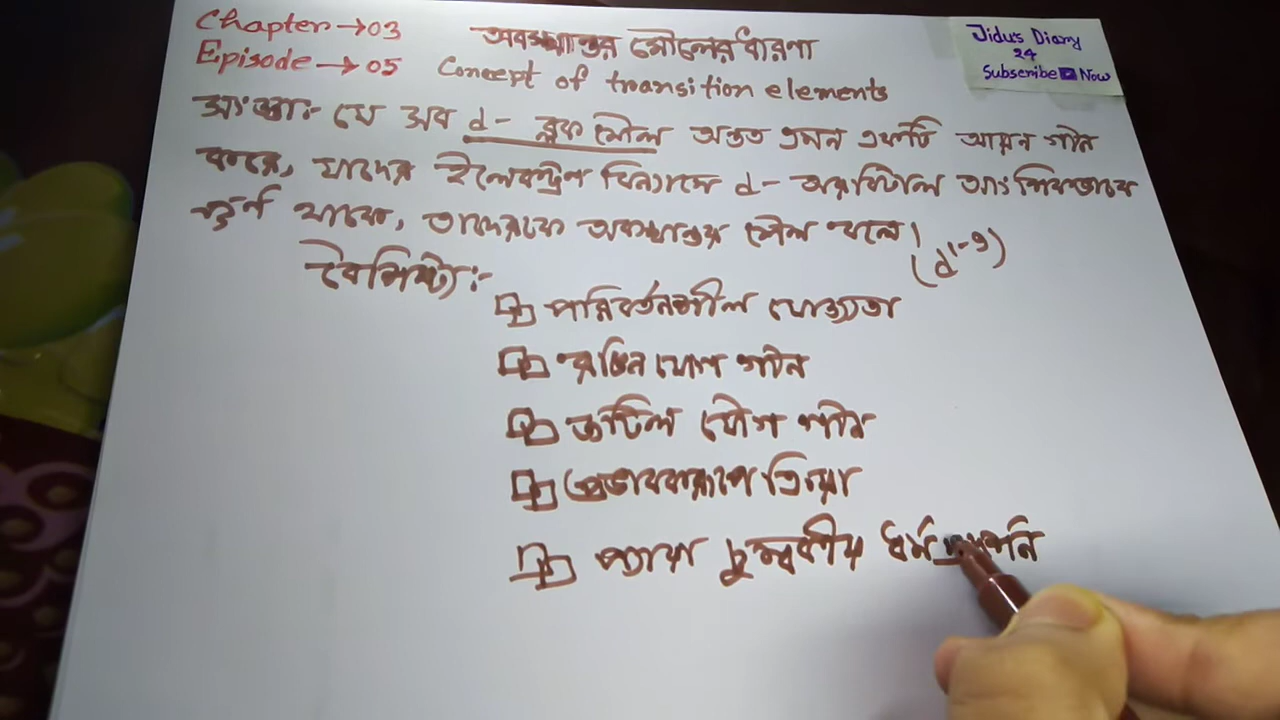 Chapter →03
Episode →05
অবস্থান্তর মৌলের ধারণা
Concept of transition elements
Jidu's Diary
24
Subscribe Now
সংজ্ঞা:- যে সব d- ব্লক মৌল অন্তত এমন একটি আয়ন গঠন
করে, যাদের ইলেকট্রন বিন্যাসে d- অরবিটাল আংশিকভাবে
পূর্ণ থাকে, তাদেরকে অবস্থান্তর মৌল বলে। (d¹⁻⁹)
বৈশিষ্ট্য:-
পরিবর্তনশীল যোজ্যতা
রঙিন যৌগ গঠন
জটিল যৌগ গঠন
প্রভাবকরূপে ক্রিয়া
প্যারা চুম্বকীয় ধর্ম